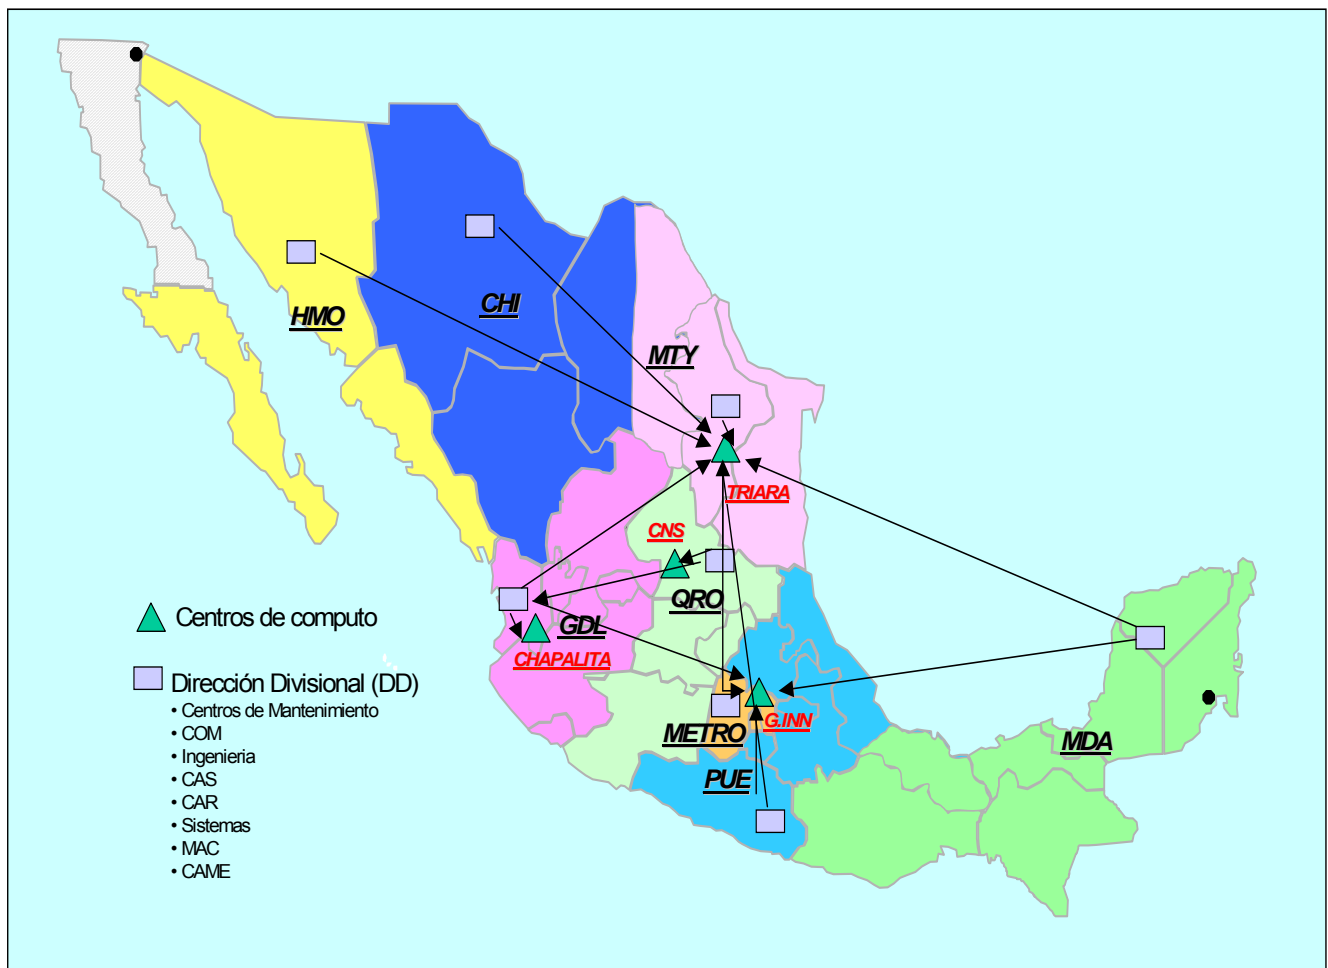 CHI
HMO
MTY
TRIARA
CNS
QRO
GDL
CHAPALITA
G.INN
METRO
MDA
PUE
Centros de computo
Dirección Divisional (DD)
• Centros de Mantenimiento
• COM
• Ingenieria
• CAS
• CAR
• Sistemas
• MAC
• CAME